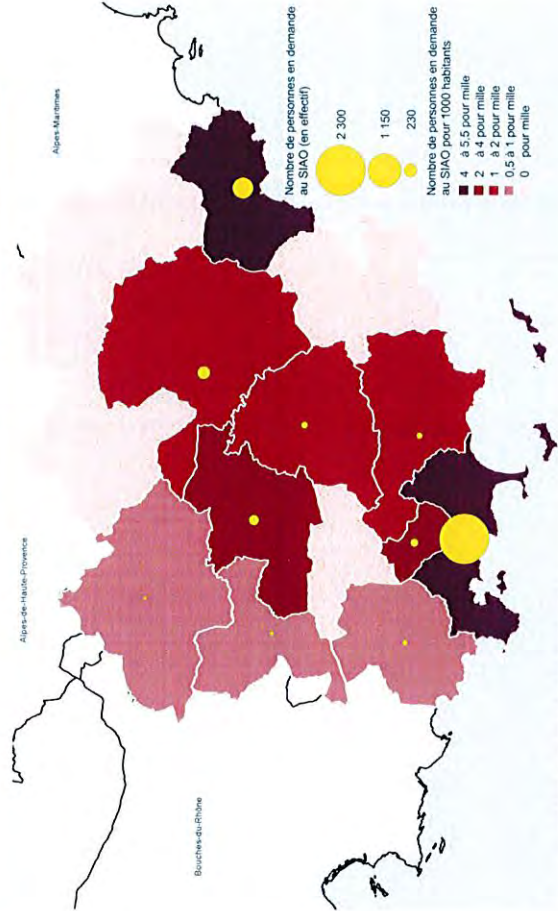 Alpes-de-Haute-Provence
Alpes-Maritimes
Bouches-du-Rhône
Nombre de personnes en demande
au SIAO (en effectif)
2 300
1 150
230
Nombre de personnes en demande
au SIAO pour 1000 habitants
4 à 5,5 pour mille
2 à 4 pour mille
1 à 2 pour mille
0,5 à 1 pour mille
0 pour mille